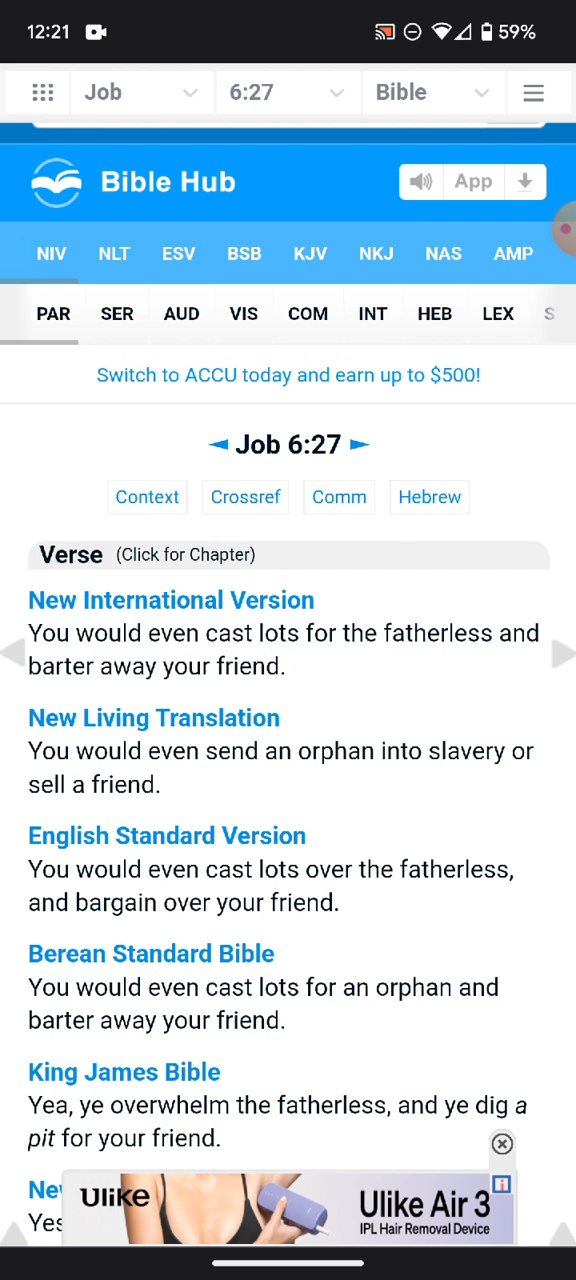 12:21 59%
Job 6:27 Bible
Bible Hub App
NIV NLT ESV BSB KJV NKJ NAS AMP
PAR SER AUD VIS COM INT HEB LEX S
Switch to ACCU today and earn up to $500!
Job 6:27
Context Crossref Comm Hebrew
Verse (Click for Chapter)
New International Version
You would even cast lots for the fatherless and
barter away your friend.
New Living Translation
You would even send an orphan into slavery or
sell a friend.
English Standard Version
You would even cast lots over the fatherless,
and bargain over your friend.
Berean Standard Bible
You would even cast lots for an orphan and
barter away your friend.
King James Bible
Yea, ye overwhelm the fatherless, and ye dig a
pit for your friend.
Ne
Yes
Ulike
Ulike Air 3
IPL Hair Removal Device